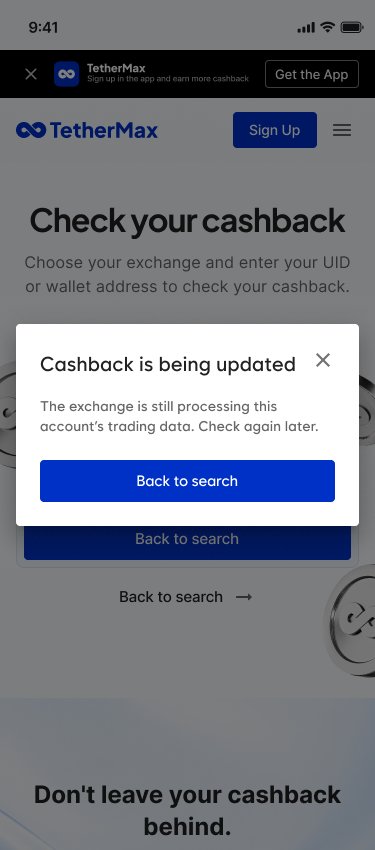 9:41
TetherMax
Sign up in the app and earn more cashback
Get the App
TetherMax
Sign Up
Check your cashback
Choose your exchange and enter your UID
or wallet address to check your cashback.
Cashback is being updated
The exchange is still processing this
account's trading data. Check again later.
Back to search
Back to search
Back to search
Don't leave your cashback
behind.